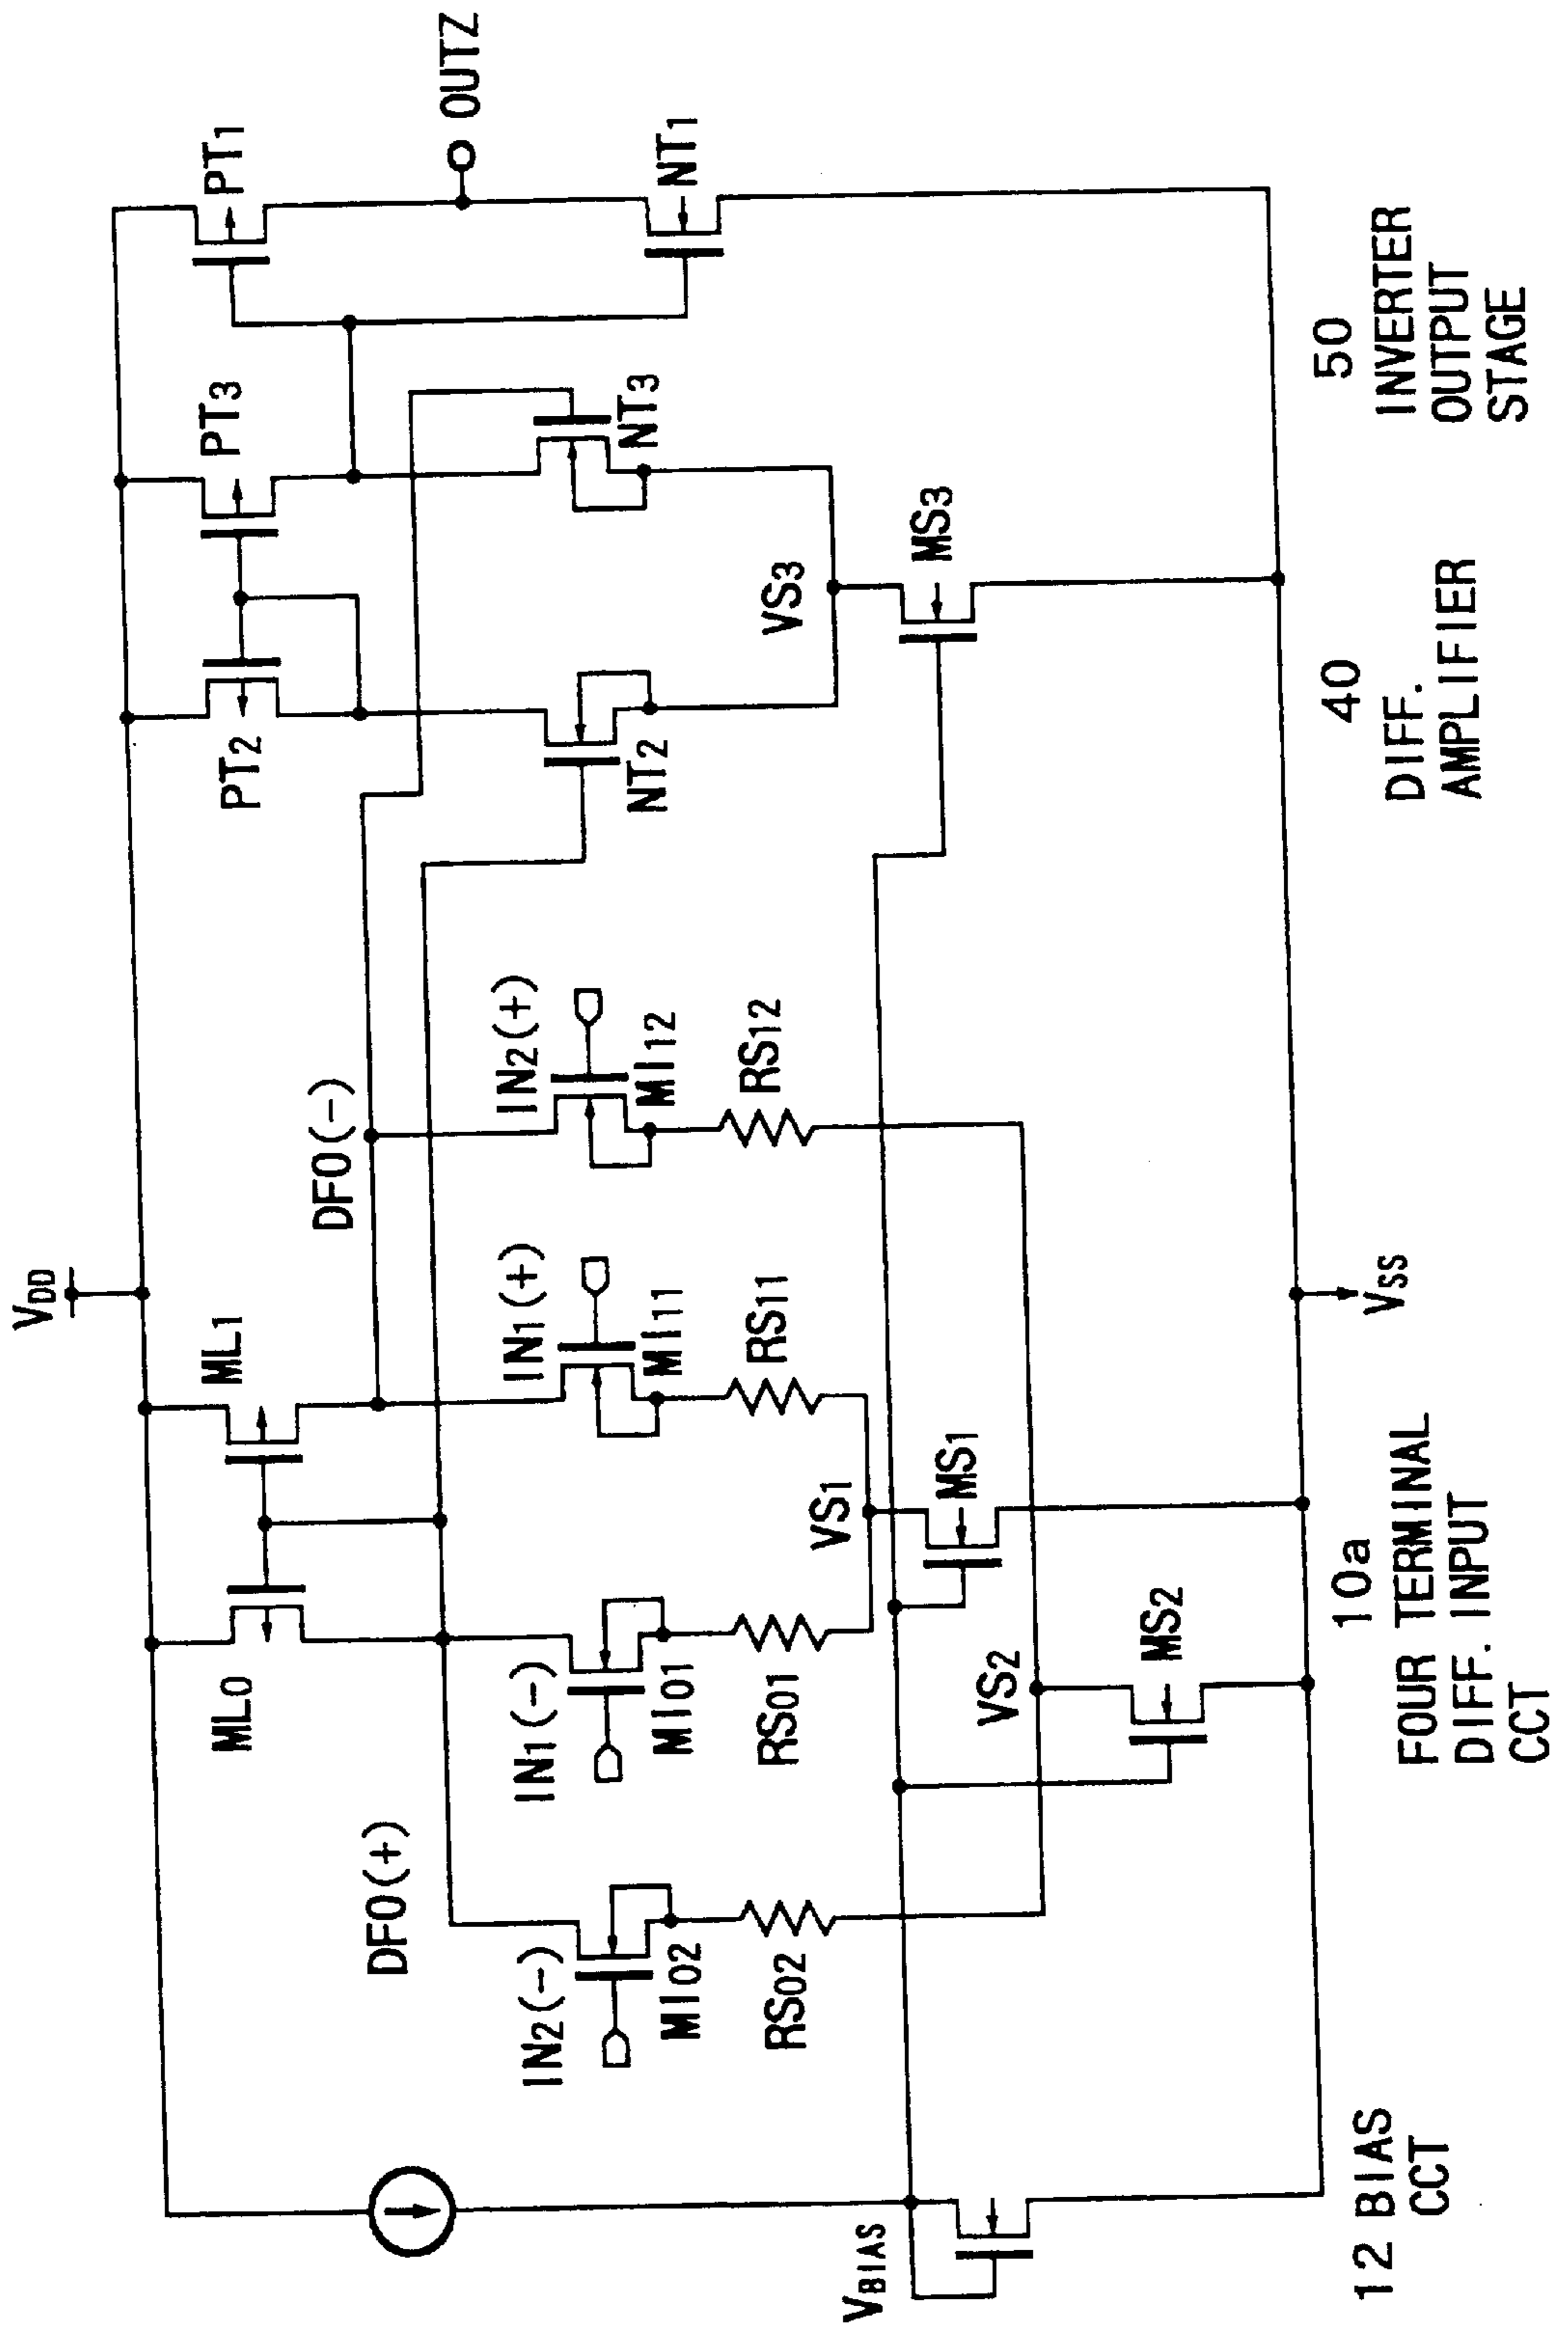 VDD
ML0
ML1
DFO(-)
DFO(+)
PT2
PT3
PT1
OUTZ
IN2(-)
MI02
IN1(-)
MI01
IN1(+)
MI11
IN2(+)
MI12
NT2
NT3
NT1
RS02
RS01
RS11
RS12
VS1
VS3
VBIAS
MS1
MS3
VS2
MS2
VSS
12 BIAS
CCT
10a
FOUR TERMINAL
DIFF. INPUT
CCT
40
DIFF.
AMPLIFIER
50
INVERTER
OUTPUT
STAGE